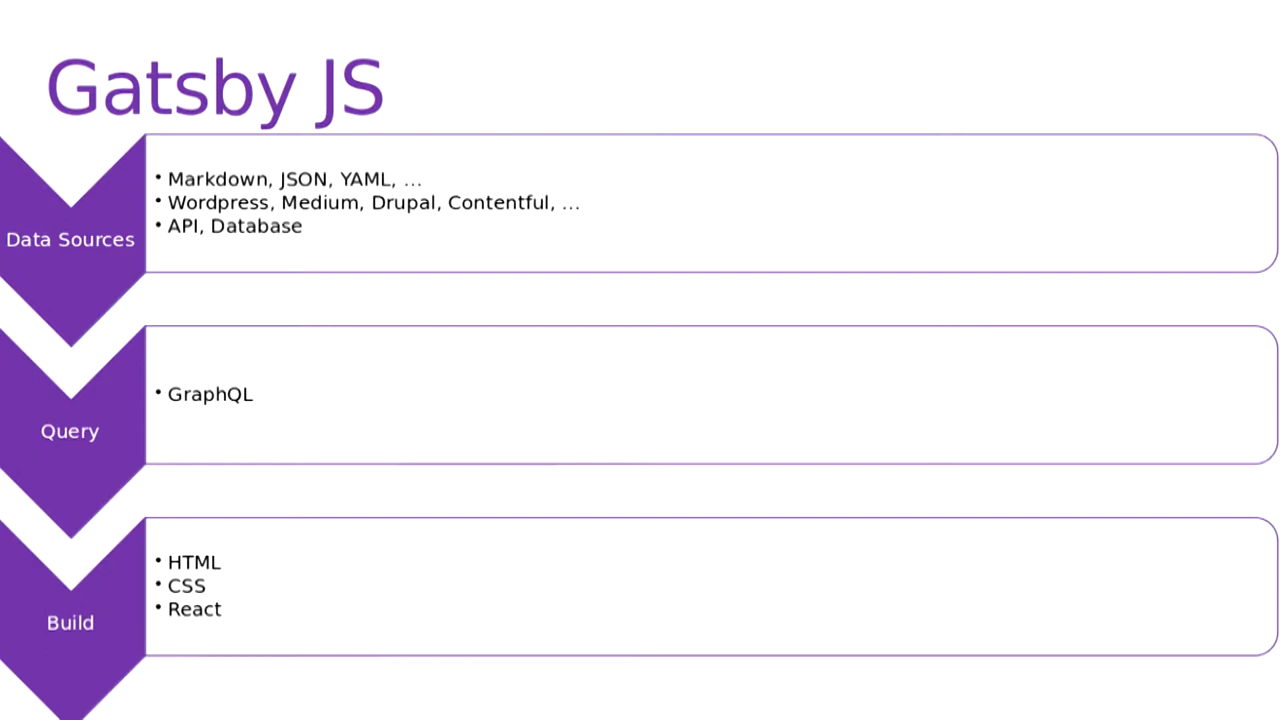 Gatsby JS
Data Sources
• Markdown, JSON, YAML, …
• Wordpress, Medium, Drupal, Contentful, …
• API, Database
Query
• GraphQL
Build
• HTML
• CSS
• React